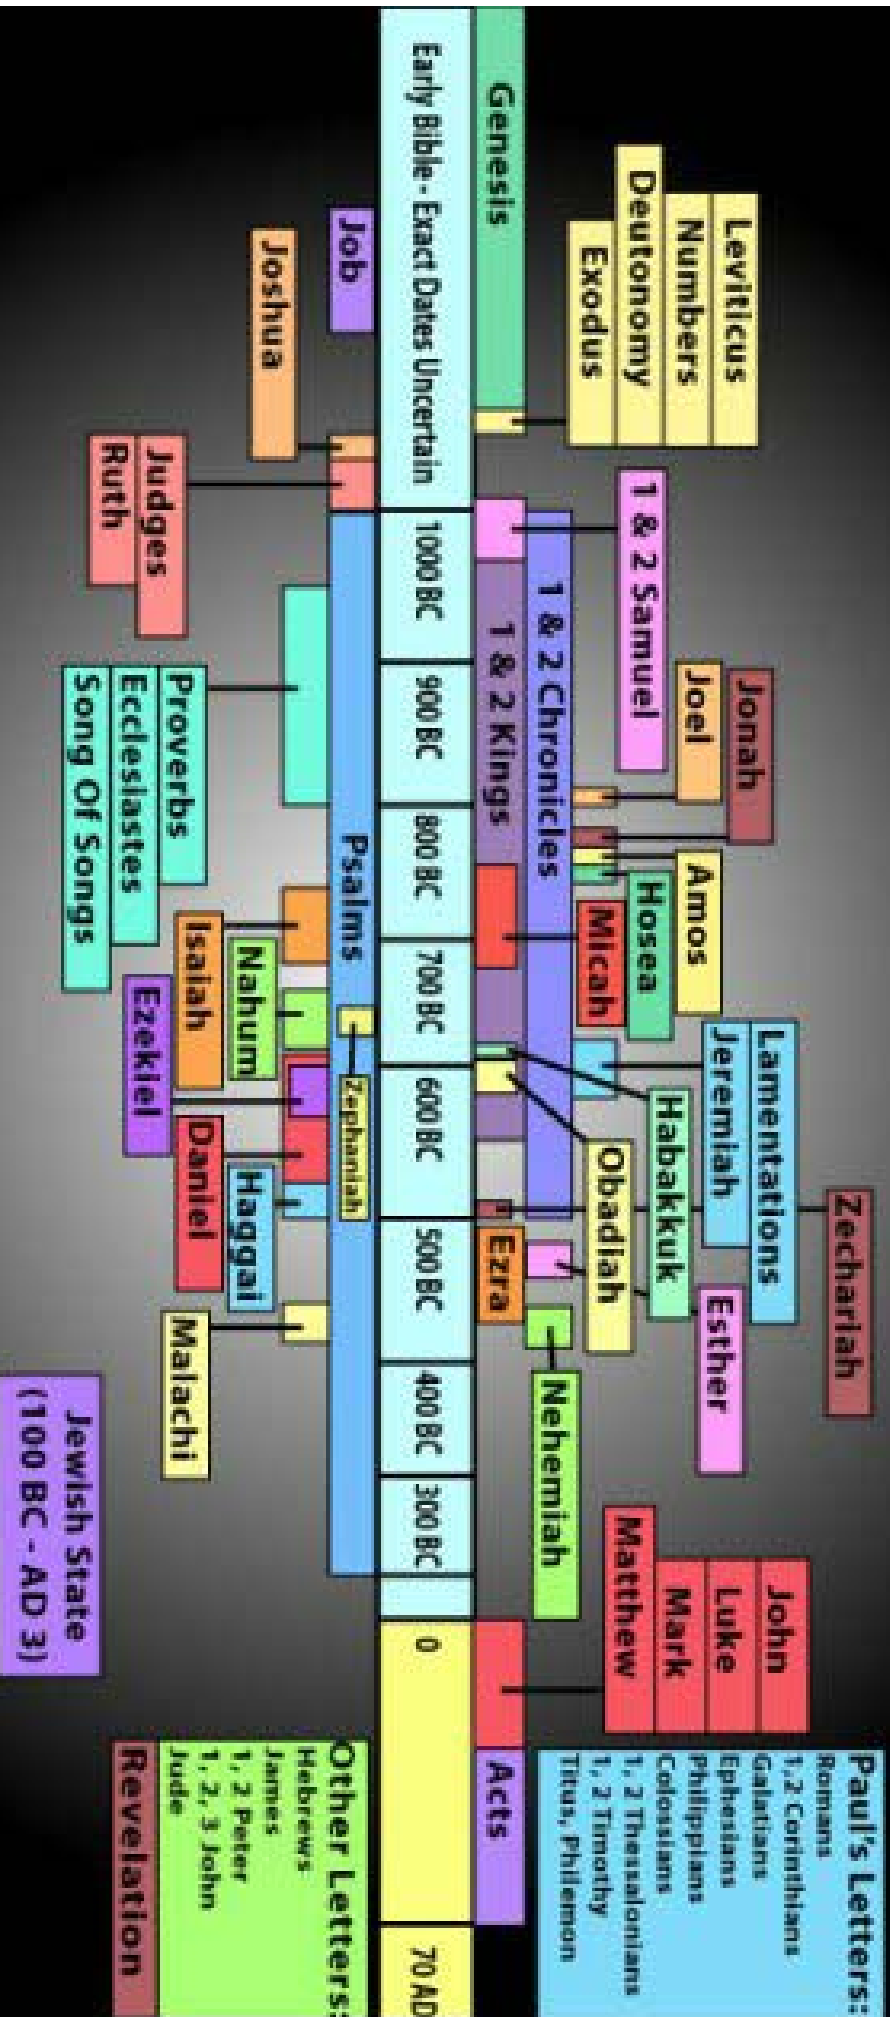 Leviticus
Numbers
Deutonomy
Exodus
Genesis
Early Bible - Exact Dates Uncertain
Job
Joshua
Judges
Ruth
1 & 2 Samuel
1 & 2 Chronicles
1 & 2 Kings
Jonah
Joel
Amos
Hosea
Micah
Lamentations
Jeremiah
Habakkuk
Obadiah
Zechariah
Esther
Ezra
Nehemiah
1000 BC
900 BC
800 BC
700 BC
600 BC
500 BC
400 BC
300 BC
0
70 AD
Psalms
Zephaniah
Proverbs
Ecclesiastes
Song Of Songs
Isaiah
Nahum
Ezekiel
Daniel
Haggai
Malachi
Jewish State
(100 BC - AD 3)
John
Luke
Mark
Matthew
Acts
Paul's Letters:
Romans
1,2 Corinthians
Galatians
Ephesians
Philippians
Colossians
1, 2 Thessalonians
1, 2 Timothy
Titus, Philemon
Other Letters:
Hebrews
James
1, 2 Peter
1, 2, 3 John
Jude
Revelation